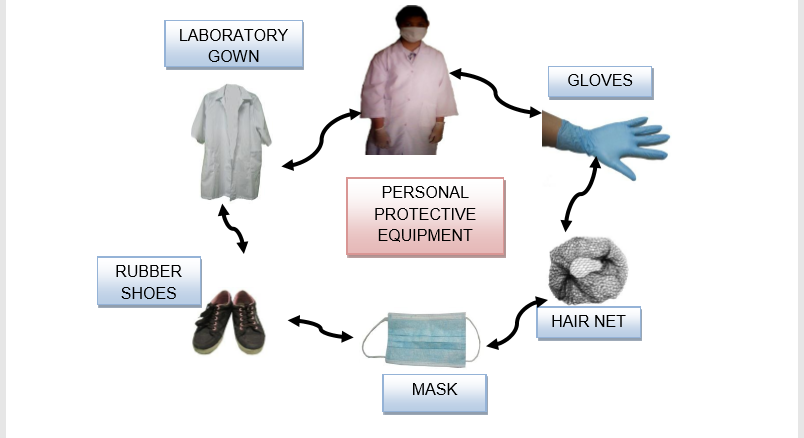 LABORATORY
GOWN
GLOVES
PERSONAL
PROTECTIVE
EQUIPMENT
RUBBER
SHOES
HAIR NET
MASK